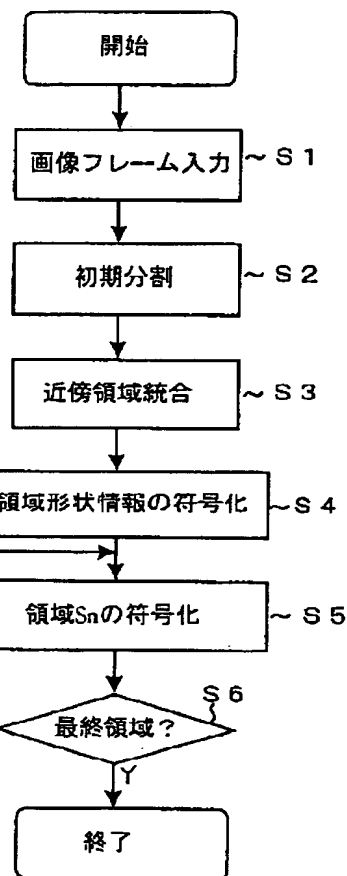 開始
画像フレーム入力 ~S1
初期分割 ~S2
近傍領域統合 ~S3
領域形状情報の符号化 ~S4
領域Snの符号化 ~S5
S6
最終領域?
Y
終了